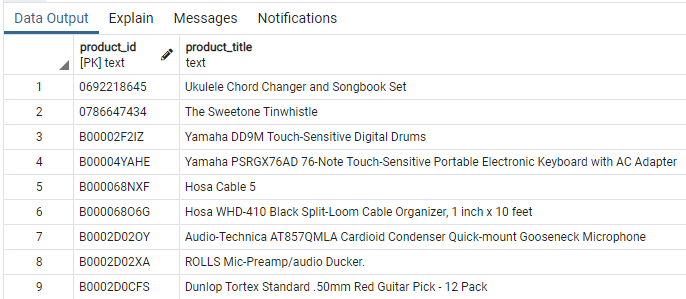 Data Output Explain Messages Notifications
product_id product_title
[PK] text text
1 0692218645 Ukulele Chord Changer and Songbook Set
2 0786647434 The Sweetone Tinwhistle
3 B00002F2IZ Yamaha DD9M Touch-Sensitive Digital Drums
4 B00004YAHE Yamaha PSRGX76AD 76-Note Touch-Sensitive Portable Electronic Keyboard with AC Adapter
5 B000068NXF Hosa Cable 5
6 B000068O6G Hosa WHD-410 Black Split-Loom Cable Organizer, 1 inch x 10 feet
7 B0002D02OY Audio-Technica AT857QMLA Cardioid Condenser Quick-mount Gooseneck Microphone
8 B0002D02XA ROLLS Mic-Preamp/audio Ducker.
9 B0002D0CFS Dunlop Tortex Standard .50mm Red Guitar Pick - 12 Pack